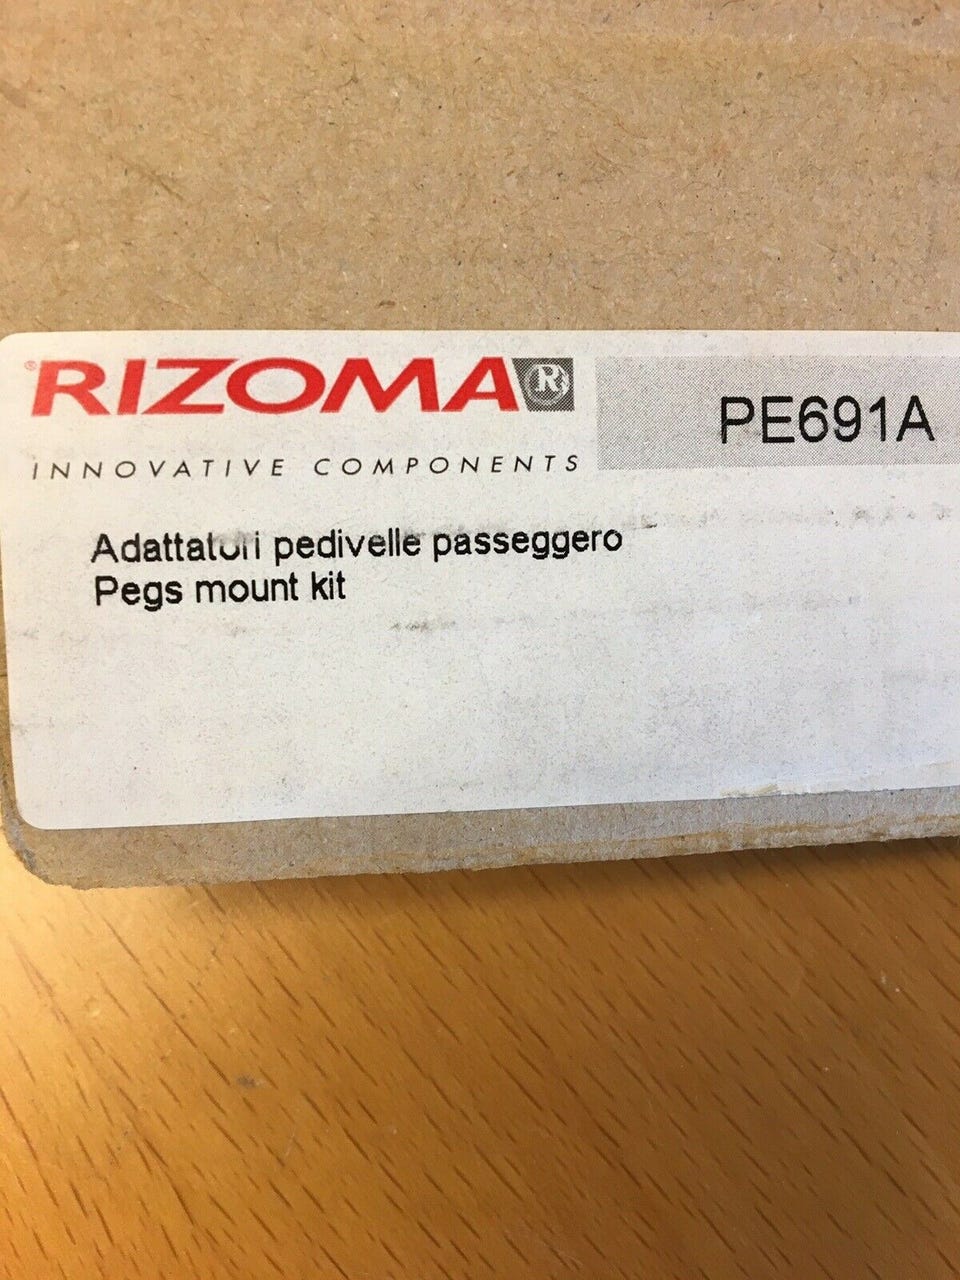 ®RIZOMA®
PE691A
INNOVATIVE COMPONENTS
Adattatori pedivelle passeggero
Pegs mount kit